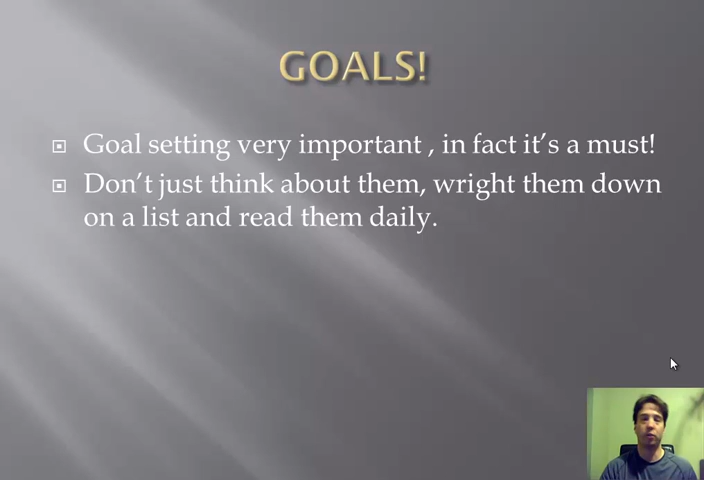 GOALS!
Goal setting very important , in fact it's a must!
Don't just think about them, wright them down
on a list and read them daily.